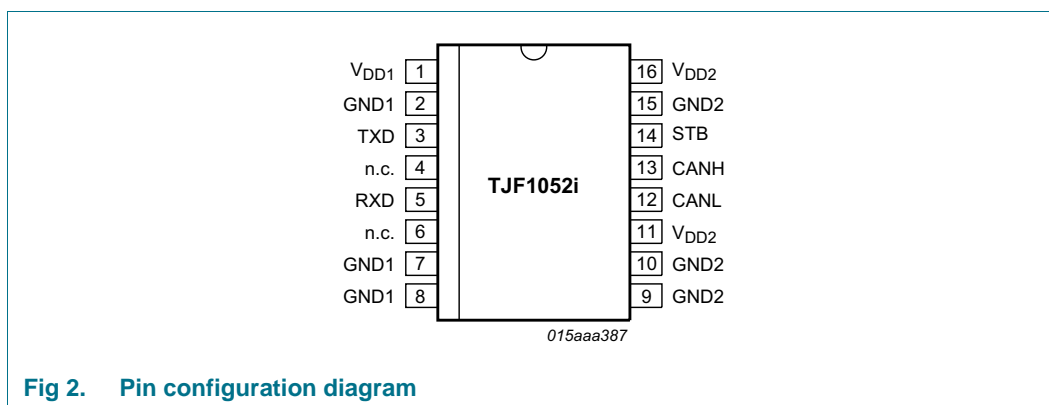 VDD1 1
GND1 2
TXD 3
n.c. 4
RXD 5
n.c. 6
GND1 7
GND1 8
TJF1052i
16 VDD2
15 GND2
14 STB
13 CANH
12 CANL
11 VDD2
10 GND2
9 GND2
015aaa387
Fig 2. Pin configuration diagram